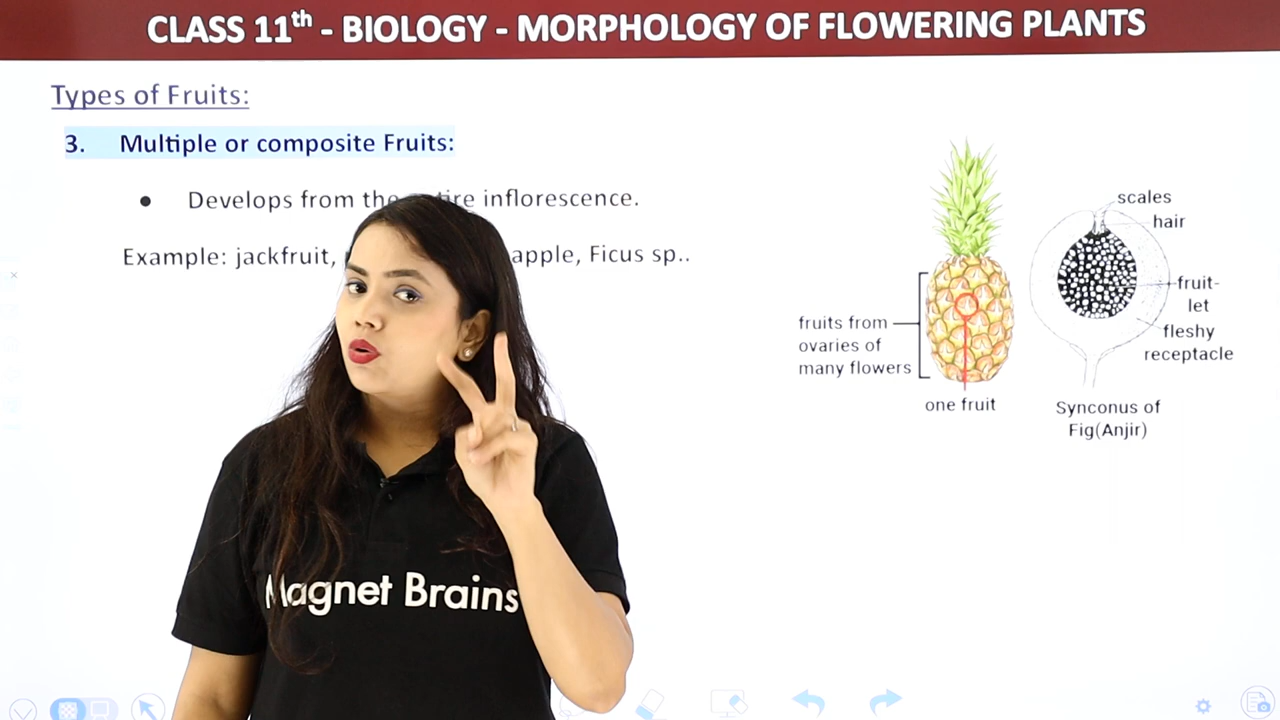 CLASS 11th - BIOLOGY - MORPHOLOGY OF FLOWERING PLANTS
Types of Fruits:
3. Multiple or composite Fruits:
• Develops from the inflorescence.
Example: jackfruit, apple, Ficus sp..
scales
hair
fruit-
let
fleshy
receptacle
fruits from
ovaries of
many flowers
one fruit
Synconus of
Fig(Anjir)
Magnet Brains